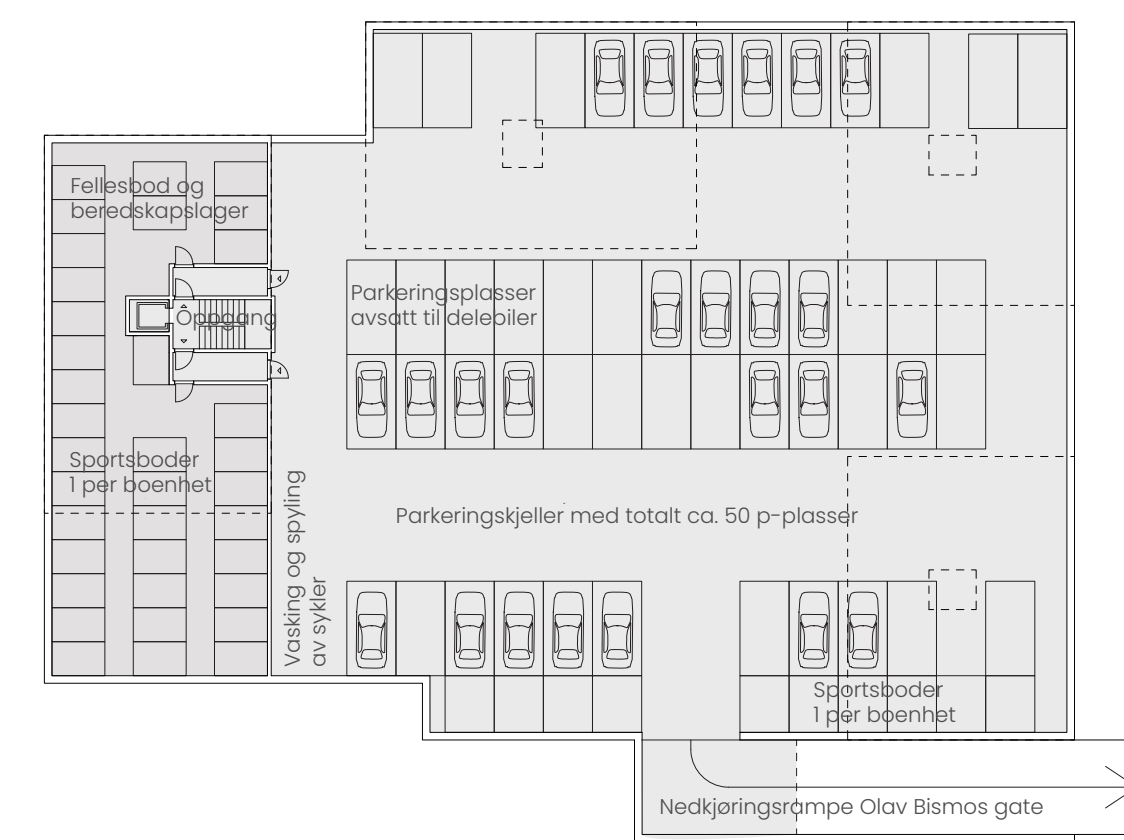 Fellesbod og
beredskapslager
Parkeringsplasser
avsatt til delebiler
Oppgang
Sportsboder
1 per boenhet
Vasking og spyling
av sykler
Parkeringskjeller med totalt ca. 50 p-plasser
Sportsboder
1 per boenhet
Nedkjøringsrampe Olav Bismos gate